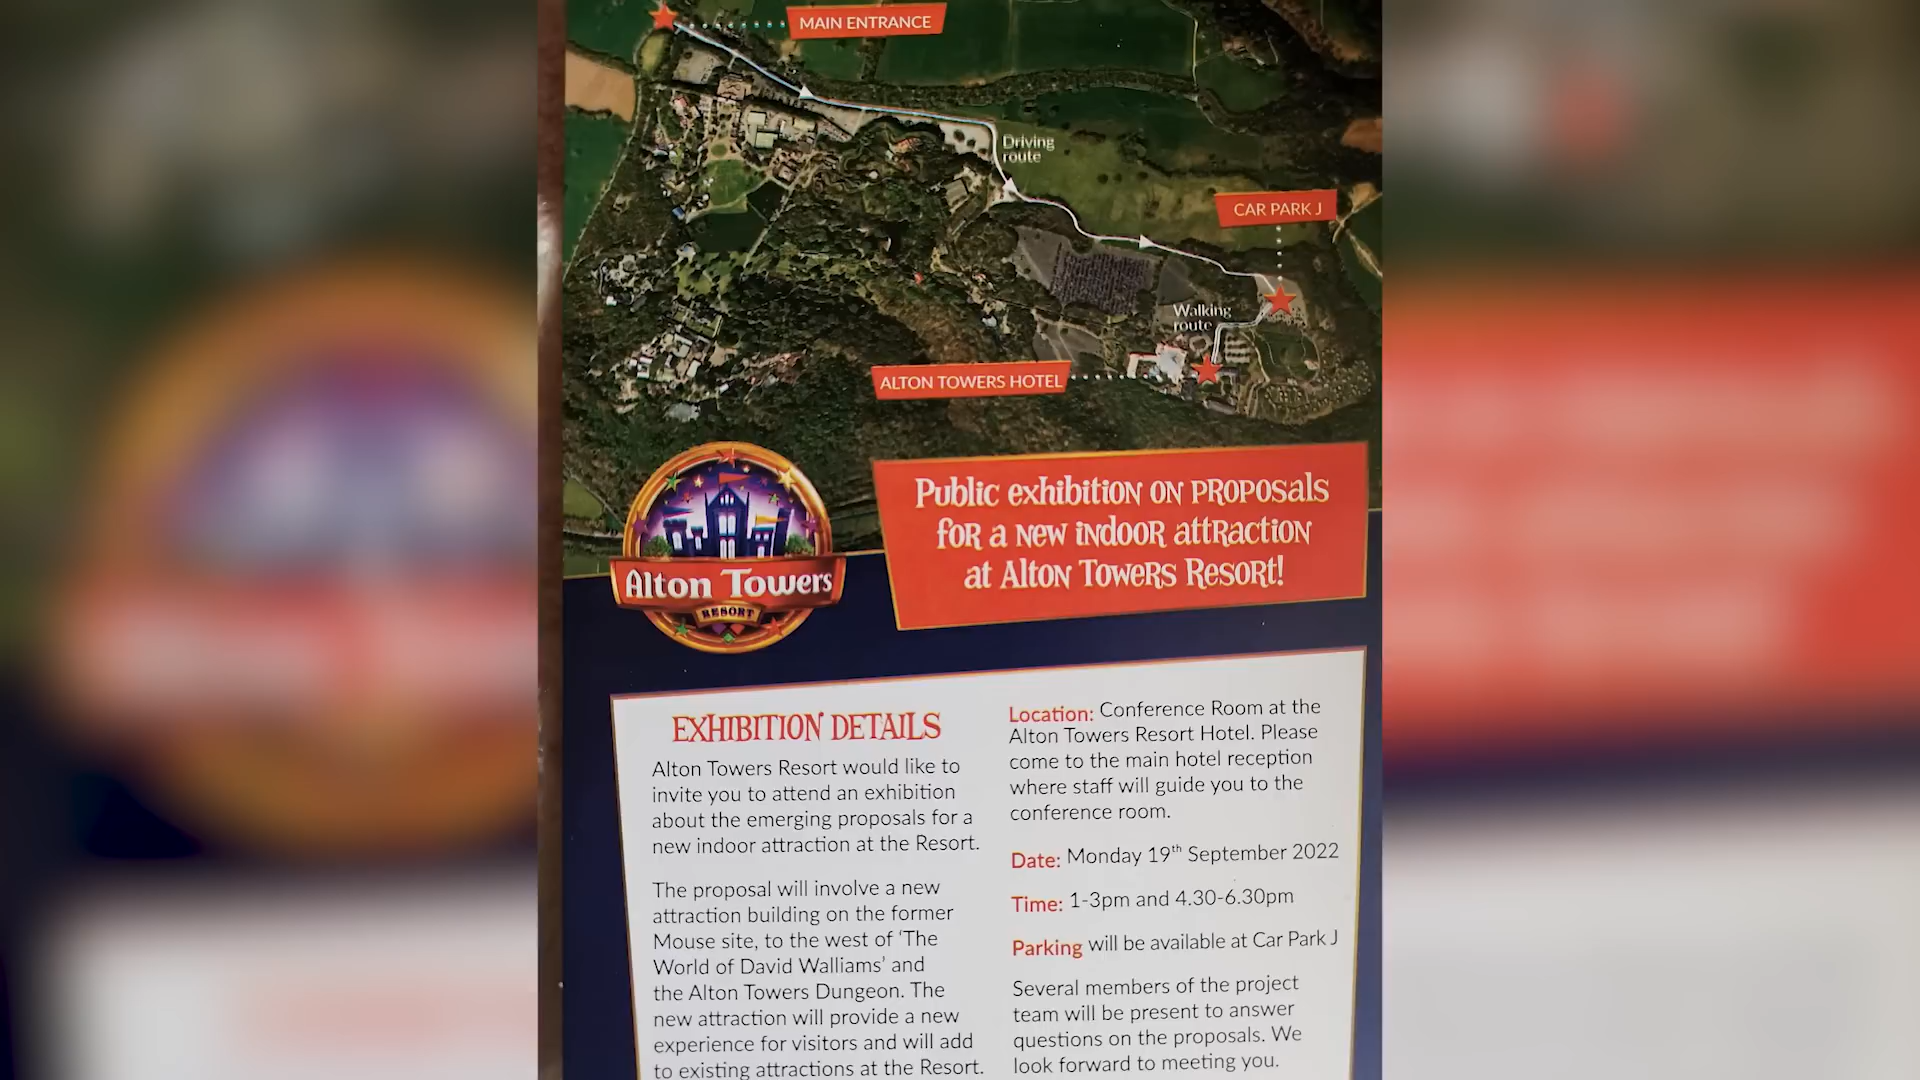 MAIN ENTRANCE
Driving
route
CAR PARK J
Walking
route
ALTON TOWERS HOTEL
Alton Towers
RESORT
Public exhibition on proposals
for a new indoor attraction
at Alton Towers Resort!
EXHIBITION DETAILS
Alton Towers Resort would like to
invite you to attend an exhibition
about the emerging proposals for a
new indoor attraction at the Resort.
The proposal will involve a new
attraction building on the former
Mouse site, to the west of ‘The
World of David Walliams’ and
the Alton Towers Dungeon. The
new attraction will provide a new
experience for visitors and will add
to existing attractions at the Resort.
Location: Conference Room at the
Alton Towers Resort Hotel. Please
come to the main hotel reception
where staff will guide you to the
conference room.
Date: Monday 19th September 2022
Time: 1-3pm and 4.30-6.30pm
Parking will be available at Car Park J
Several members of the project
team will be present to answer
questions on the proposals. We
look forward to meeting you.